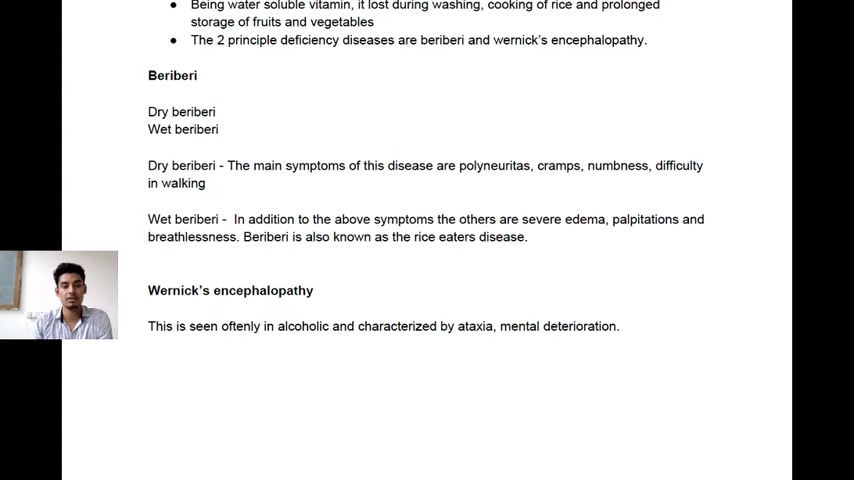 ● Being water soluble vitamin, it lost during washing, cooking of rice and prolonged
storage of fruits and vegetables
● The 2 principle deficiency diseases are beriberi and wernick's encephalopathy.
Beriberi
Dry beriberi
Wet beriberi
Dry beriberi - The main symptoms of this disease are polyneuritas, cramps, numbness, difficulty
in walking
Wet beriberi - In addition to the above symptoms the others are severe edema, palpitations and
breathlessness. Beriberi is also known as the rice eaters disease.
Wernick's encephalopathy
This is seen oftenly in alcoholic and characterized by ataxia, mental deterioration.